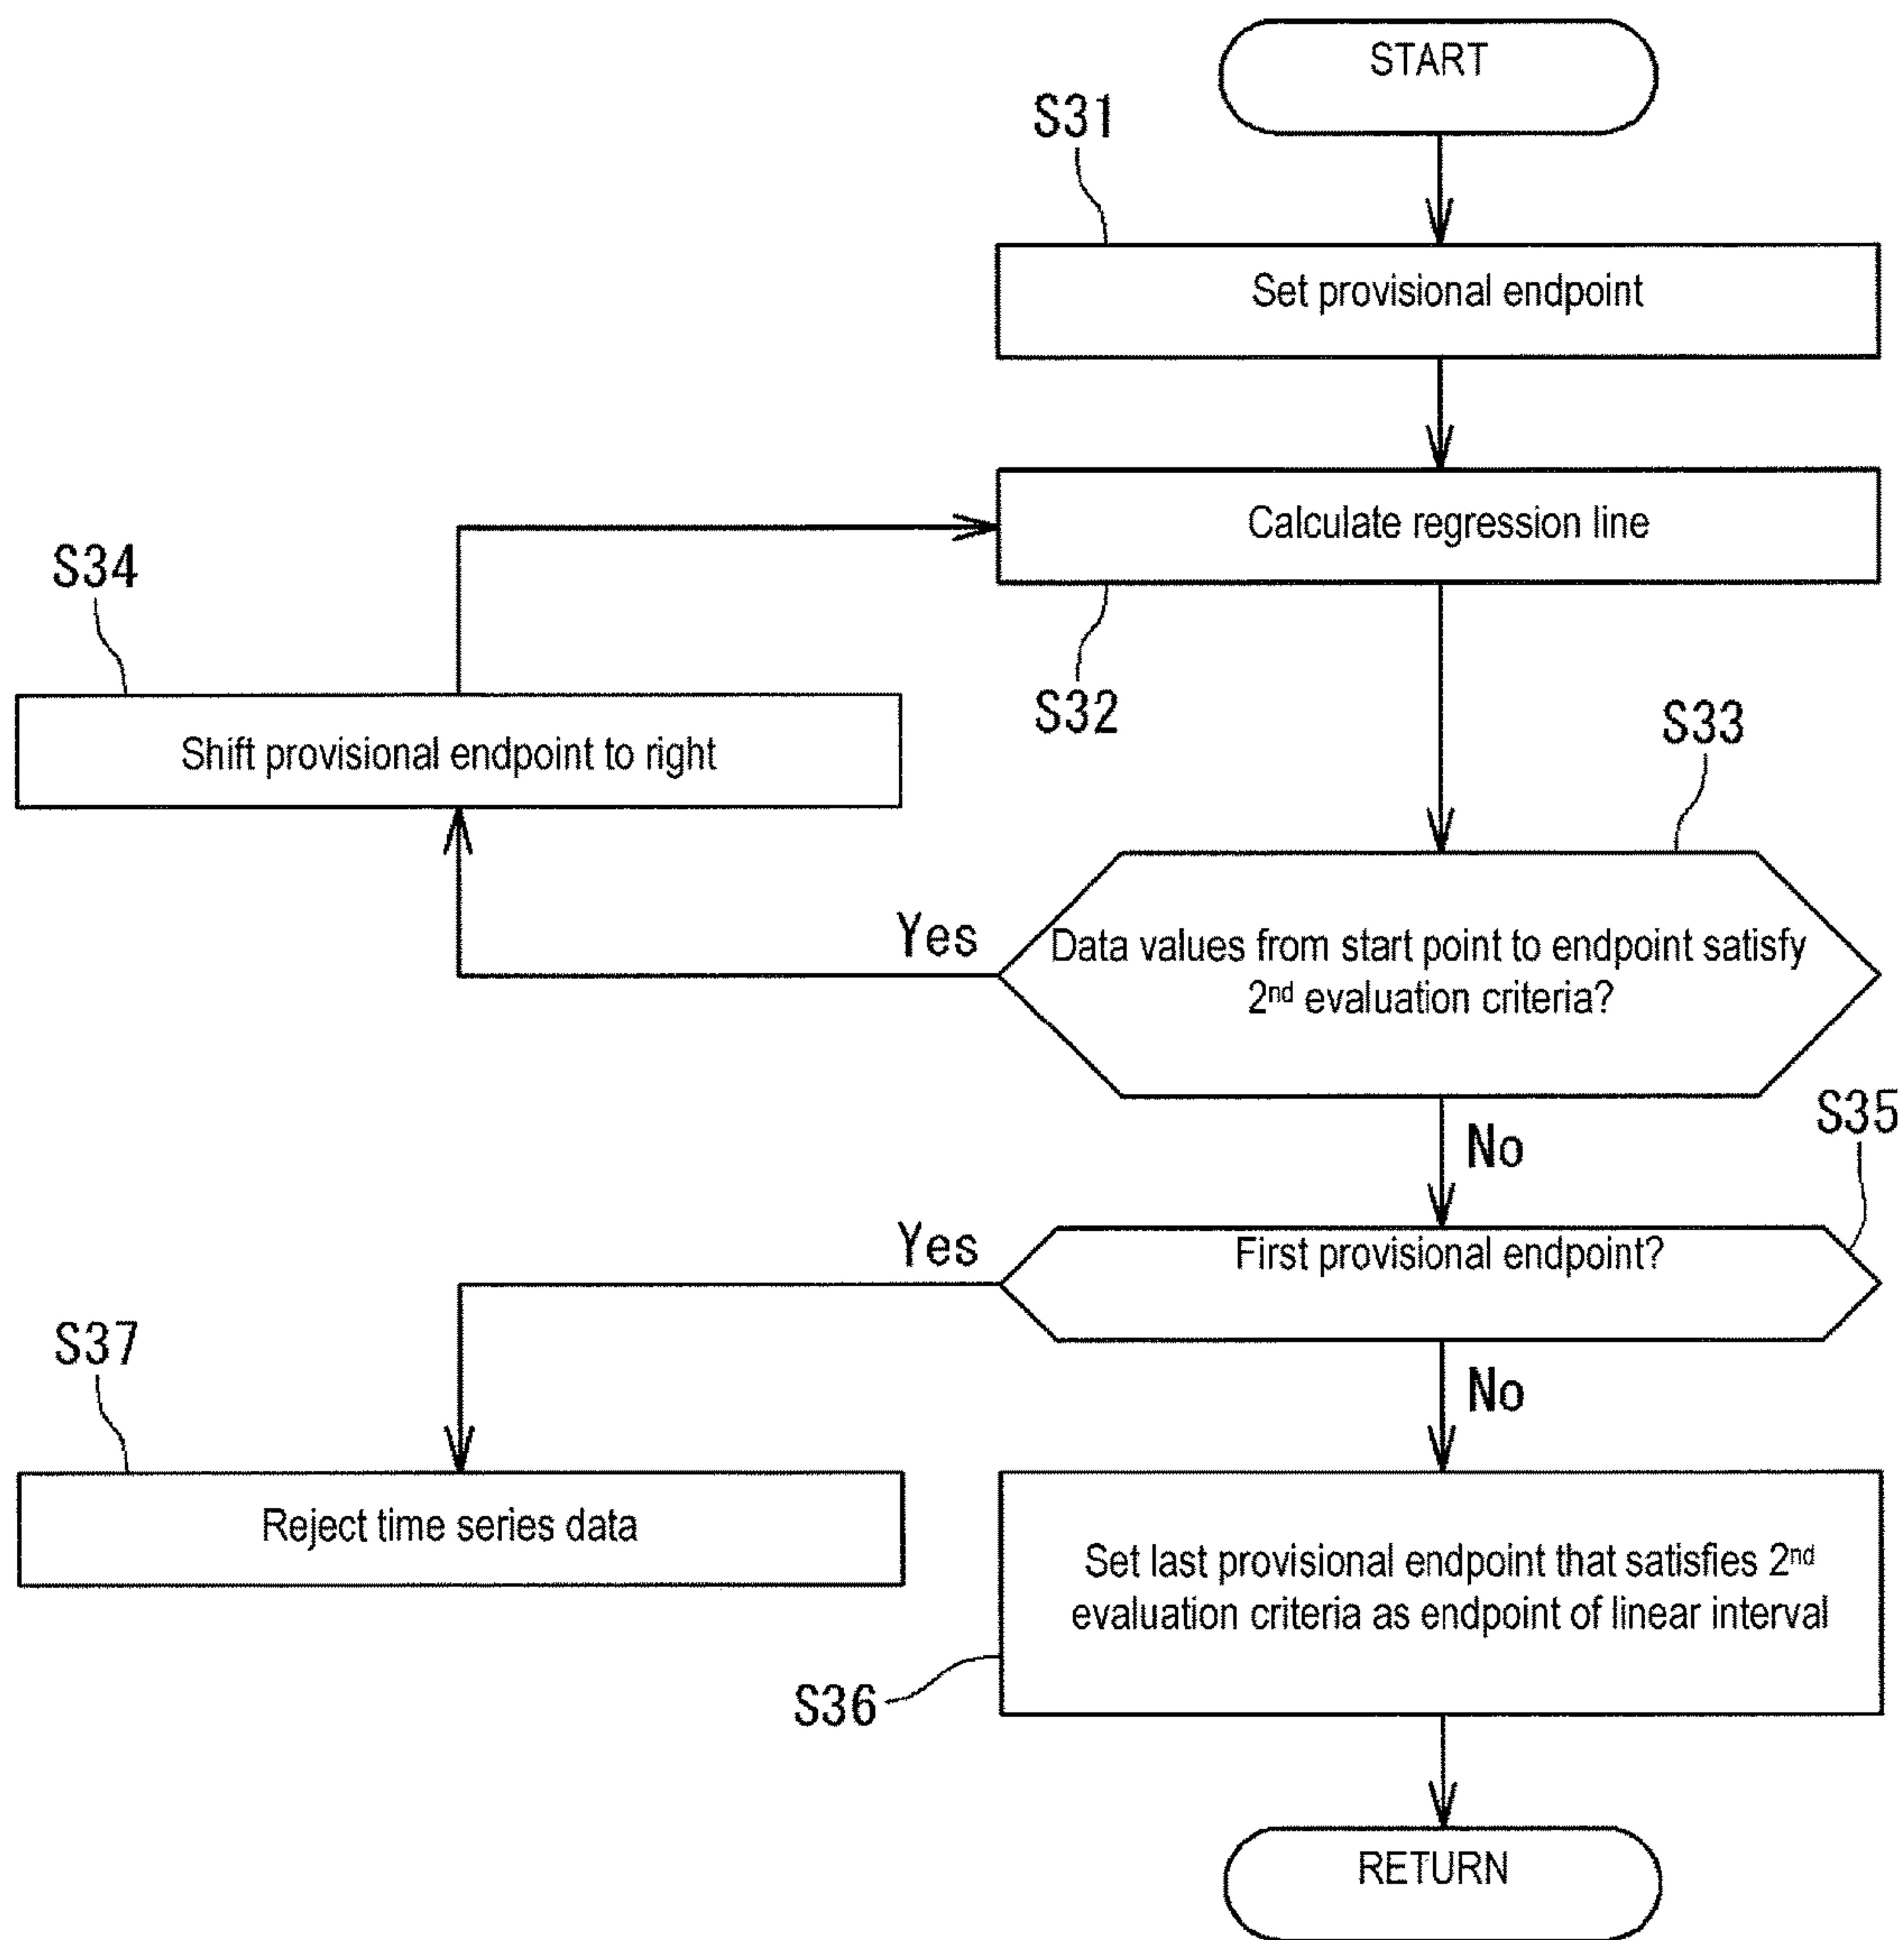 START
S31
Set provisional endpoint
Calculate regression line
S34
S32
S33
Shift provisional endpoint to right
Yes
Data values from start point to endpoint satisfy
2nd evaluation criteria?
No
S35
Yes
First provisional endpoint?
S37
No
Reject time series data
Set last provisional endpoint that satisfies 2nd
evaluation criteria as endpoint of linear interval
S36
RETURN